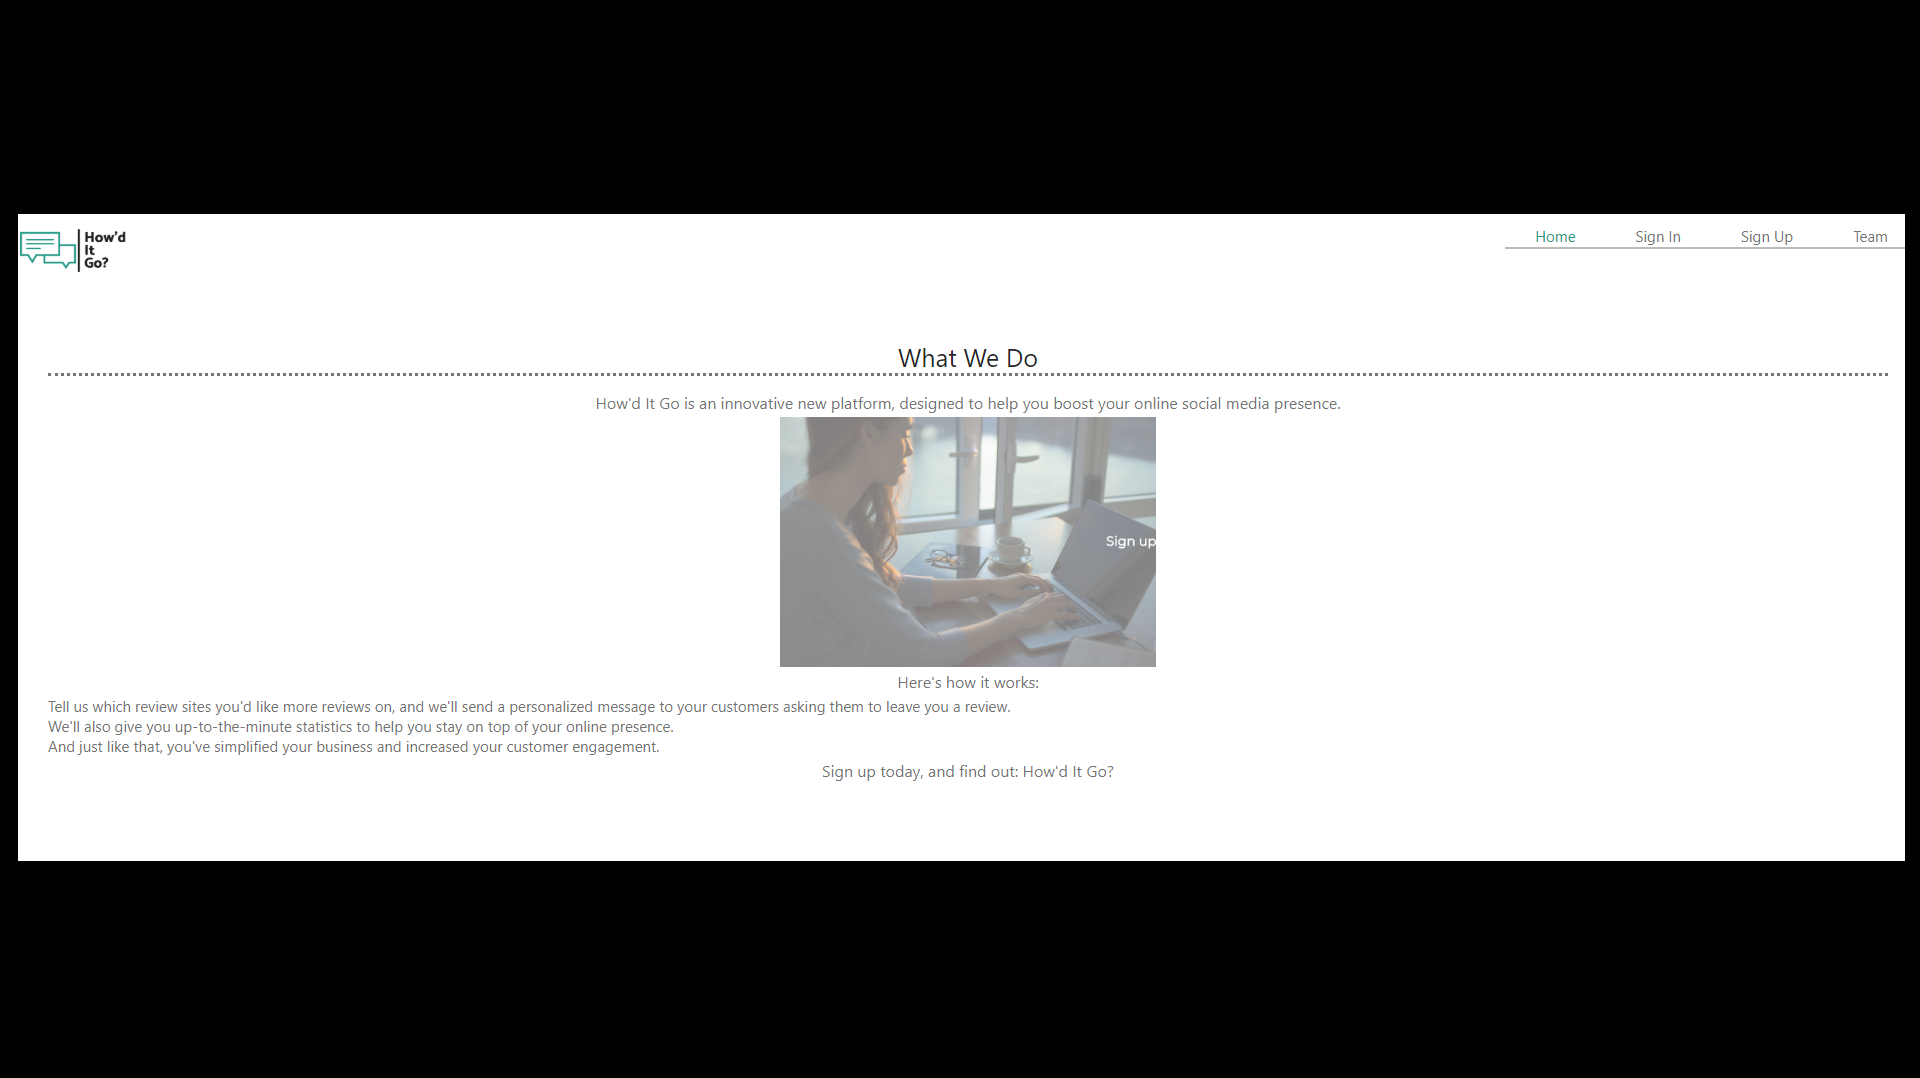 How'd
It
Go?
Home Sign In Sign Up Team
What We Do
How'd It Go is an innovative new platform, designed to help you boost your online social media presence.
Sign up
Here's how it works:
Tell us which review sites you'd like more reviews on, and we'll send a personalized message to your customers asking them to leave you a review.
We'll also give you up-to-the-minute statistics to help you stay on top of your online presence.
And just like that, you've simplified your business and increased your customer engagement.
Sign up today, and find out: How'd It Go?